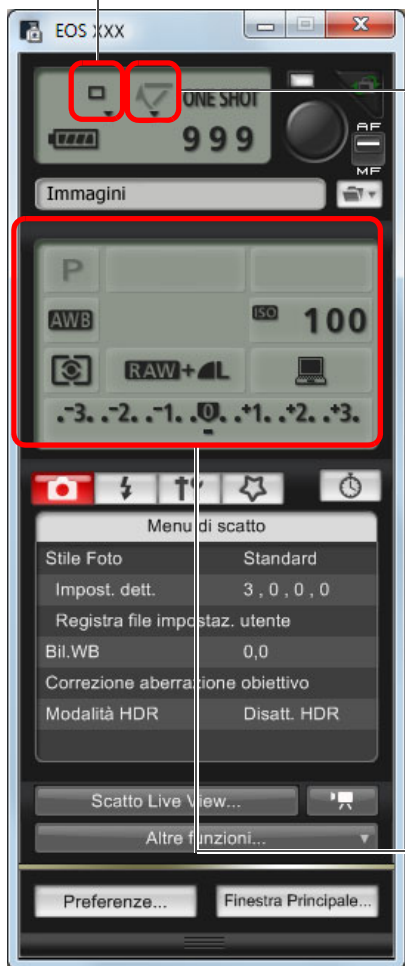 EOS XXX
ONE SHOT
999
AF
MF
Immagini
P
AWB
ISO 100
RAW+L
.-3. .-2. .-1. .0. .+1. .+2. .+3.
Menu di scatto
Stile Foto Standard
Impost. dett. 3 , 0 , 0 , 0
Registra file impostaz. utente
Bil.WB 0,0
Correzione aberrazione obiettivo
Modalità HDR Disatt. HDR
Scatto Live View...
Altre funzioni...
Preferenze... Finestra Principale...